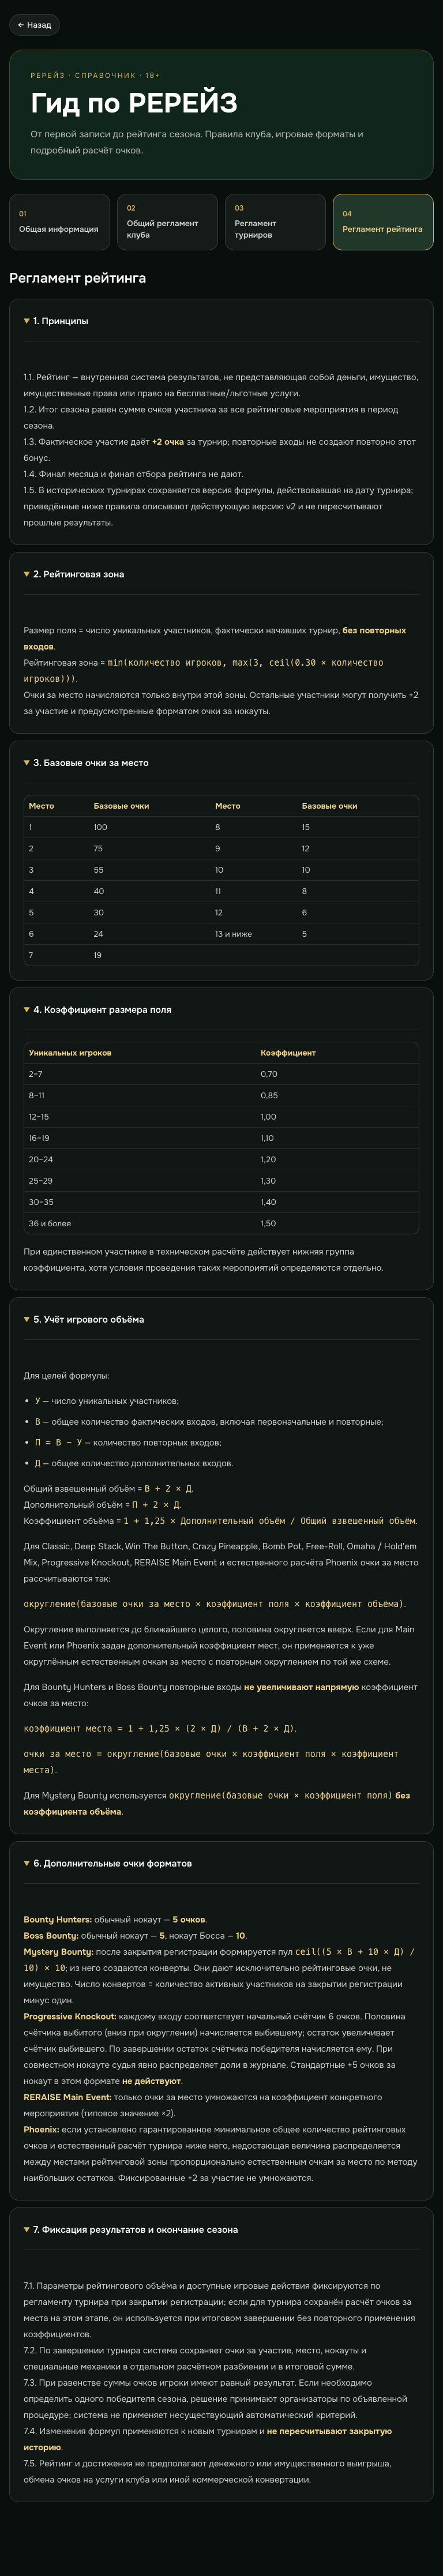 ← Назад
РЕРЕЙЗ · СПРАВОЧНИК · 18+
Гид по РЕРЕЙЗ
От первой записи до рейтинга сезона. Правила клуба, игровые форматы и
подробный расчёт очков.
01
Общая информация
02
Общий регламент
клуба
03
Регламент
турниров
04
Регламент рейтинга
Регламент рейтинга
▼ 1. Принципы
1.1. Рейтинг — внутренняя система результатов, не представляющая собой деньги, имущество,
имущественные права или право на бесплатные/льготные услуги.
1.2. Итог сезона равен сумме очков участника за все рейтинговые мероприятия в период
сезона.
1.3. Фактическое участие даёт +2 очка за турнир; повторные входы не создают повторно этот
бонус.
1.4. Финал месяца и финал отбора рейтинга не дают.
1.5. В исторических турнирах сохраняется версия формулы, действовавшая на дату турнира;
приведённые ниже правила описывают действующую версию v2 и не пересчитывают
прошлые результаты.
▼ 2. Рейтинговая зона
Размер поля = число уникальных участников, фактически начавших турнир, без повторных
входов.
Рейтинговая зона = min(количество игроков, max(3, ceil(0.30 × количество
игроков))).
Очки за место начисляются только внутри этой зоны. Остальные участники могут получить +2
за участие и предусмотренные форматом очки за нокауты.
▼ 3. Базовые очки за место
Место Базовые очки Место Базовые очки
1 100 8 15
2 75 9 12
3 55 10 10
4 40 11 8
5 30 12 6
6 24 13 и ниже 5
7 19
▼ 4. Коэффициент размера поля
Уникальных игроков Коэффициент
2–7 0,70
8–11 0,85
12–15 1,00
16–19 1,10
20–24 1,20
25–29 1,30
30–35 1,40
36 и более 1,50
При единственном участнике в техническом расчёте действует нижняя группа
коэффициента, хотя условия проведения таких мероприятий определяются отдельно.
▼ 5. Учёт игрового объёма
Для целей формулы:
• У — число уникальных участников;
• В — общее количество фактических входов, включая первоначальные и повторные;
• П = В − У — количество повторных входов;
• Д — общее количество дополнительных входов.
Общий взвешенный объём = В + 2 × Д.
Дополнительный объём = П + 2 × Д.
Коэффициент объёма = 1 + 1,25 × Дополнительный объём / Общий взвешенный объём.
Для Classic, Deep Stack, Win The Button, Crazy Pineapple, Bomb Pot, Free-Roll, Omaha / Hold'em
Mix, Progressive Knockout, RERAISE Main Event и естественного расчёта Phoenix очки за место
рассчитываются так:
округление(базовые очки за место × коэффициент поля × коэффициент объёма).
Округление выполняется до ближайшего целого, половина округляется вверх. Если для Main
Event или Phoenix задан дополнительный коэффициент мест, он применяется к уже
округлённым естественным очкам за место с повторным округлением по той же схеме.
Для Bounty Hunters и Boss Bounty повторные входы не увеличивают напрямую коэффициент
очков за место:
коэффициент места = 1 + 1,25 × (2 × Д) / (В + 2 × Д).
очки за место = округление(базовые очки × коэффициент поля × коэффициент
места).
Для Mystery Bounty используется округление(базовые очки × коэффициент поля) без
коэффициента объёма.
▼ 6. Дополнительные очки форматов
Bounty Hunters: обычный нокаут — 5 очков.
Boss Bounty: обычный нокаут — 5, нокаут Босса — 10.
Mystery Bounty: после закрытия регистрации формируется пул ceil((5 × В + 10 × Д) /
10) × 10; из него создаются конверты. Они дают исключительно рейтинговые очки, не
имущество. Число конвертов = количество активных участников на закрытии регистрации
минус один.
Progressive Knockout: каждому входу соответствует начальный счётчик 6 очков. Половина
счётчика выбитого (вниз при округлении) начисляется выбившему; остаток увеличивает
счётчик выбившего. По завершении остаток счётчика победителя начисляется ему. При
совместном нокауте судья явно распределяет доли в журнале. Стандартные +5 очков за
нокаут в этом формате не действуют.
RERAISE Main Event: только очки за место умножаются на коэффициент конкретного
мероприятия (типовое значение ×2).
Phoenix: если установлено гарантированное минимальное общее количество рейтинговых
очков и естественный расчёт турнира ниже него, недостающая величина распределяется
между местами рейтинговой зоны пропорционально естественным очкам за место по методу
наибольших остатков. Фиксированные +2 за участие не умножаются.
▼ 7. Фиксация результатов и окончание сезона
7.1. Параметры рейтингового объёма и доступные игровые действия фиксируются по
регламенту турнира при закрытии регистрации; если для турнира сохранён расчёт очков за
места на этом этапе, он используется при итоговом завершении без повторного применения
коэффициентов.
7.2. По завершении турнира система сохраняет очки за участие, место, нокауты и
специальные механики в отдельном расчётном разбиении и в итоговой сумме.
7.3. При равенстве суммы очков игроки имеют равный результат. Если необходимо
определить одного победителя сезона, решение принимают организаторы по объявленной
процедуре; система не применяет несуществующий автоматический критерий.
7.4. Изменения формул применяются к новым турнирам и не пересчитывают закрытую
историю.
7.5. Рейтинг и достижения не предполагают денежного или имущественного выигрыша,
обмена очков на услуги клуба или иной коммерческой конвертации.